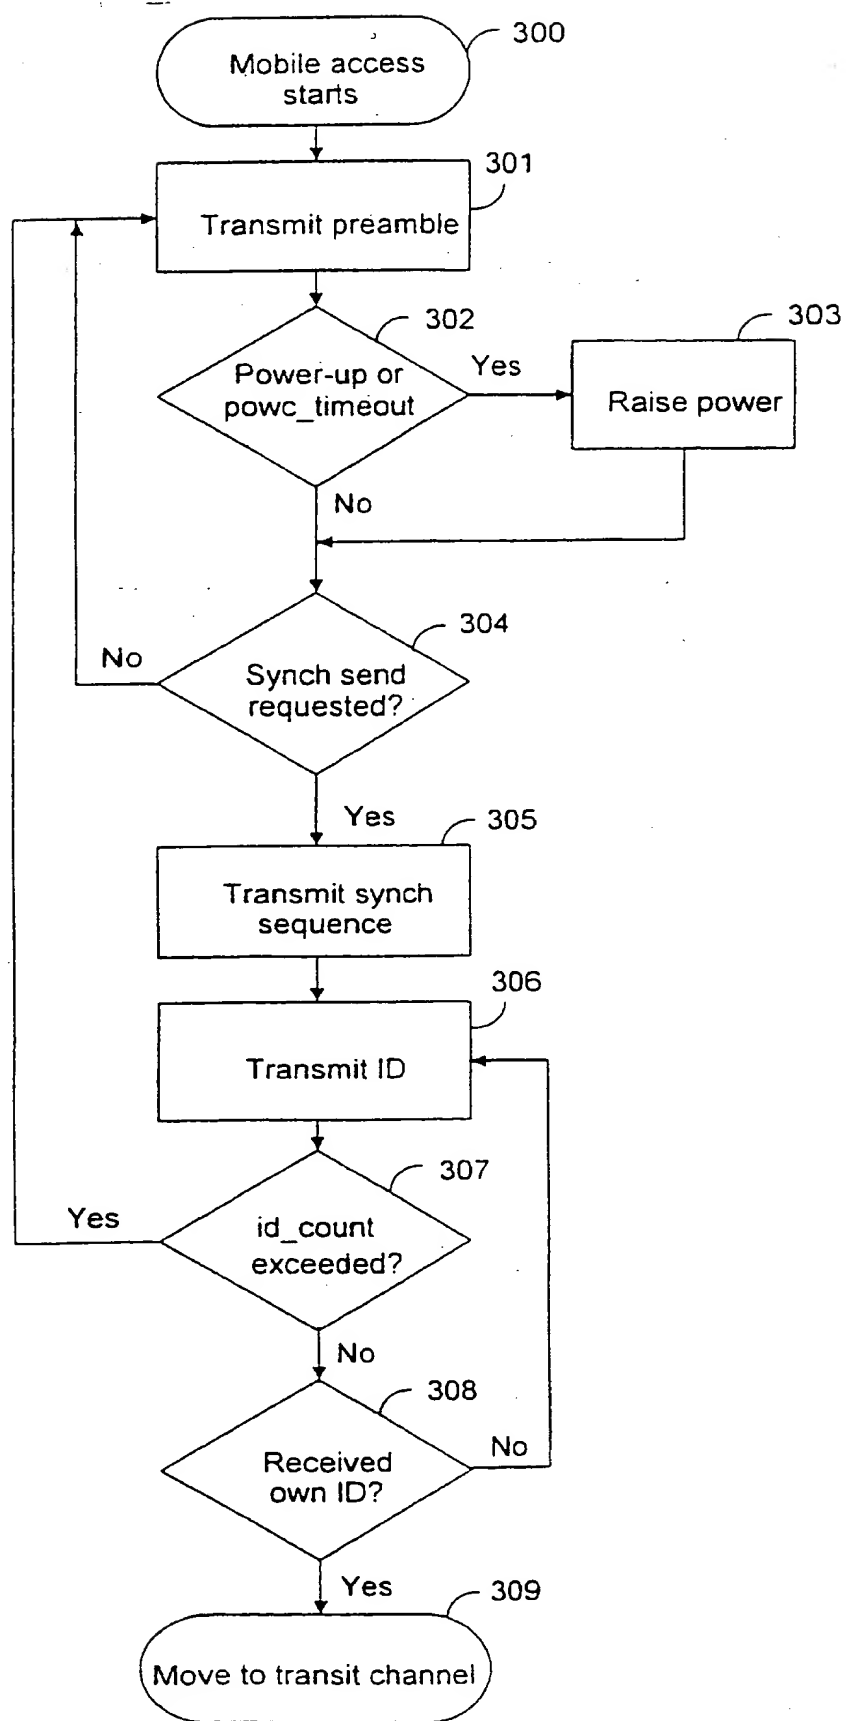 300
Mobile access
starts
301
Transmit preamble
302
303
Power-up or
powc_timeout
Yes
Raise power
No
304
No
Synch send
requested?
Yes
305
Transmit synch
sequence
306
Transmit ID
307
Yes
id_count
exceeded?
No
308
Received
own ID?
No
Yes
309
Move to transit channel